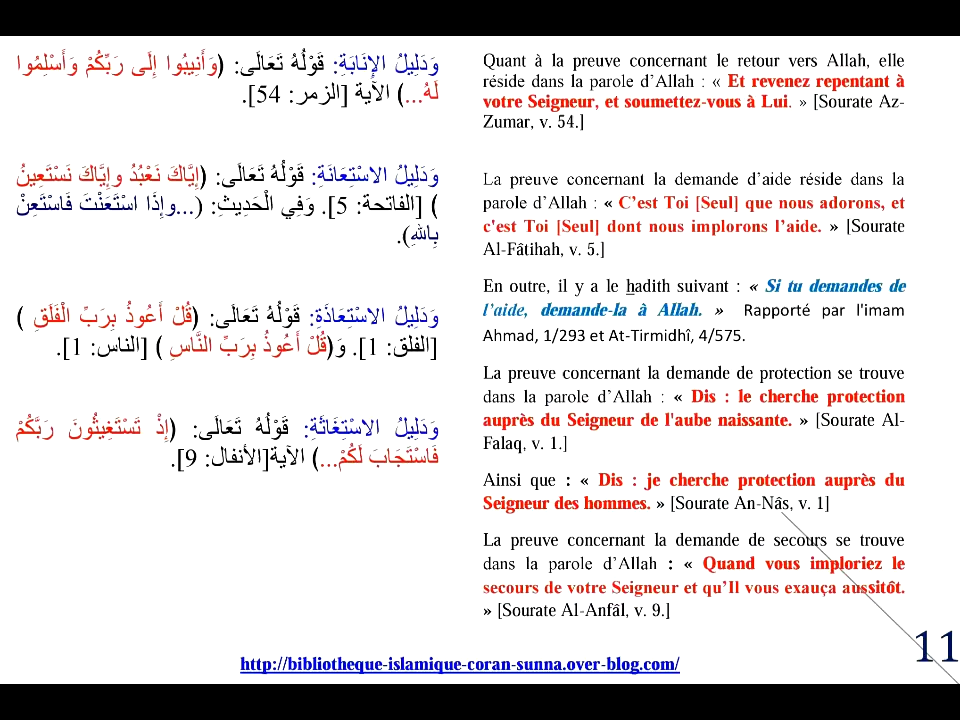 وَدَلِيلُ الإِنَابَةِ: قَوْلُهُ تَعَالَى: (وَأَنِيبُوا إِلَى رَبِّكُمْ وَأَسْلِمُوا
لَهُ...) الآية [الزمر: 54].
وَدَلِيلُ الاسْتِعَانَةِ: قَوْلُهُ تَعَالَى: (إِيَّاكَ نَعْبُدُ وإِيَّاكَ نَسْتَعِينُ
) [الفاتحة: 5]. وَفِي الْحَدِيثِ: (...وإِذَا اسْتَعَنْتَ فَاسْتَعِنْ
بِاللهِ).
وَدَلِيلُ الاسْتِعَاذَةِ: قَوْلُهُ تَعَالَى: (قُلْ أَعُوذُ بِرَبِّ الْفَلَقِ )
[الفلق: 1]. وَ(قُلْ أَعُوذُ بِرَبِّ النَّاسِ ) [الناس: 1].
وَدَلِيلُ الاسْتِغَاثَةِ: قَوْلُهُ تَعَالَى: (إِذْ تَسْتَغِيثُونَ رَبَّكُمْ
فَاسْتَجَابَ لَكُمْ...) الآية[الأنفال: 9].
Quant à la preuve concernant le retour vers Allah, elle
réside dans la parole d’Allah : « Et revenez repentant à
votre Seigneur, et soumettez-vous à Lui. » [Sourate Az-
Zumar, v. 54.]
La preuve concernant la demande d’aide réside dans la
parole d’Allah : « C’est Toi [Seul] que nous adorons, et
c'est Toi [Seul] dont nous implorons l’aide. » [Sourate
Al-Fâtihah, v. 5.]
En outre, il y a le hadith suivant : « Si tu demandes de
l’aide, demande-la à Allah. » Rapporté par l'imam
Ahmad, 1/293 et At-Tirmidhî, 4/575.
La preuve concernant la demande de protection se trouve
dans la parole d’Allah : « Dis : le cherche protection
auprès du Seigneur de l'aube naissante. » [Sourate Al-
Falaq, v. 1.]
Ainsi que : « Dis : je cherche protection auprès du
Seigneur des hommes. » [Sourate An-Nâs, v. 1]
La preuve concernant la demande de secours se trouve
dans la parole d’Allah : « Quand vous imploriez le
secours de votre Seigneur et qu’Il vous exauça aussitôt.
» [Sourate Al-Anfâl, v. 9.]
11
http://bibliotheque-islamique-coran-sunna.over-blog.com/